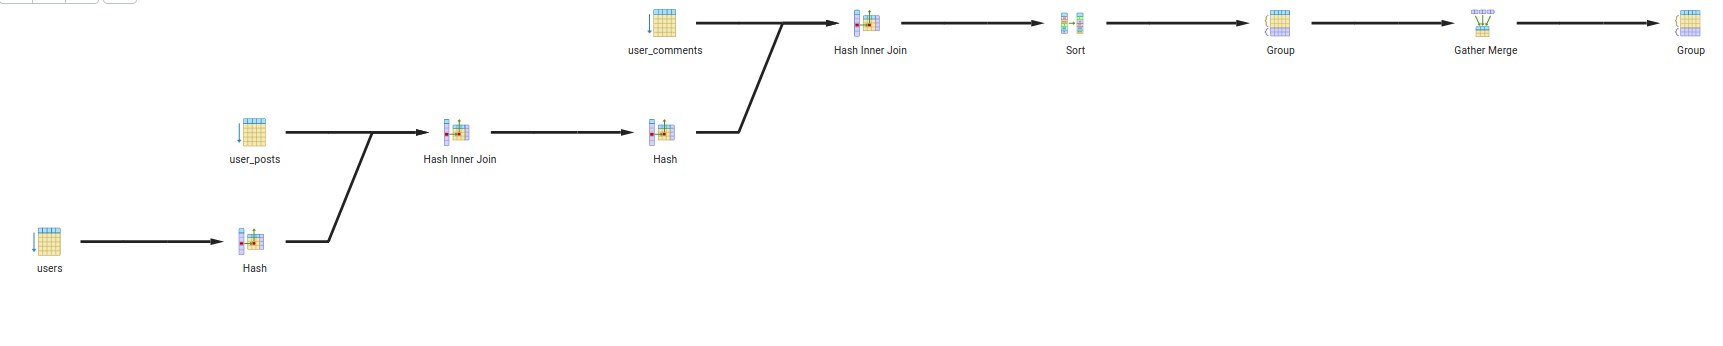 user_comments
Hash Inner Join
Sort
Group
Gather Merge
Group
user_posts
Hash Inner Join
Hash
users
Hash